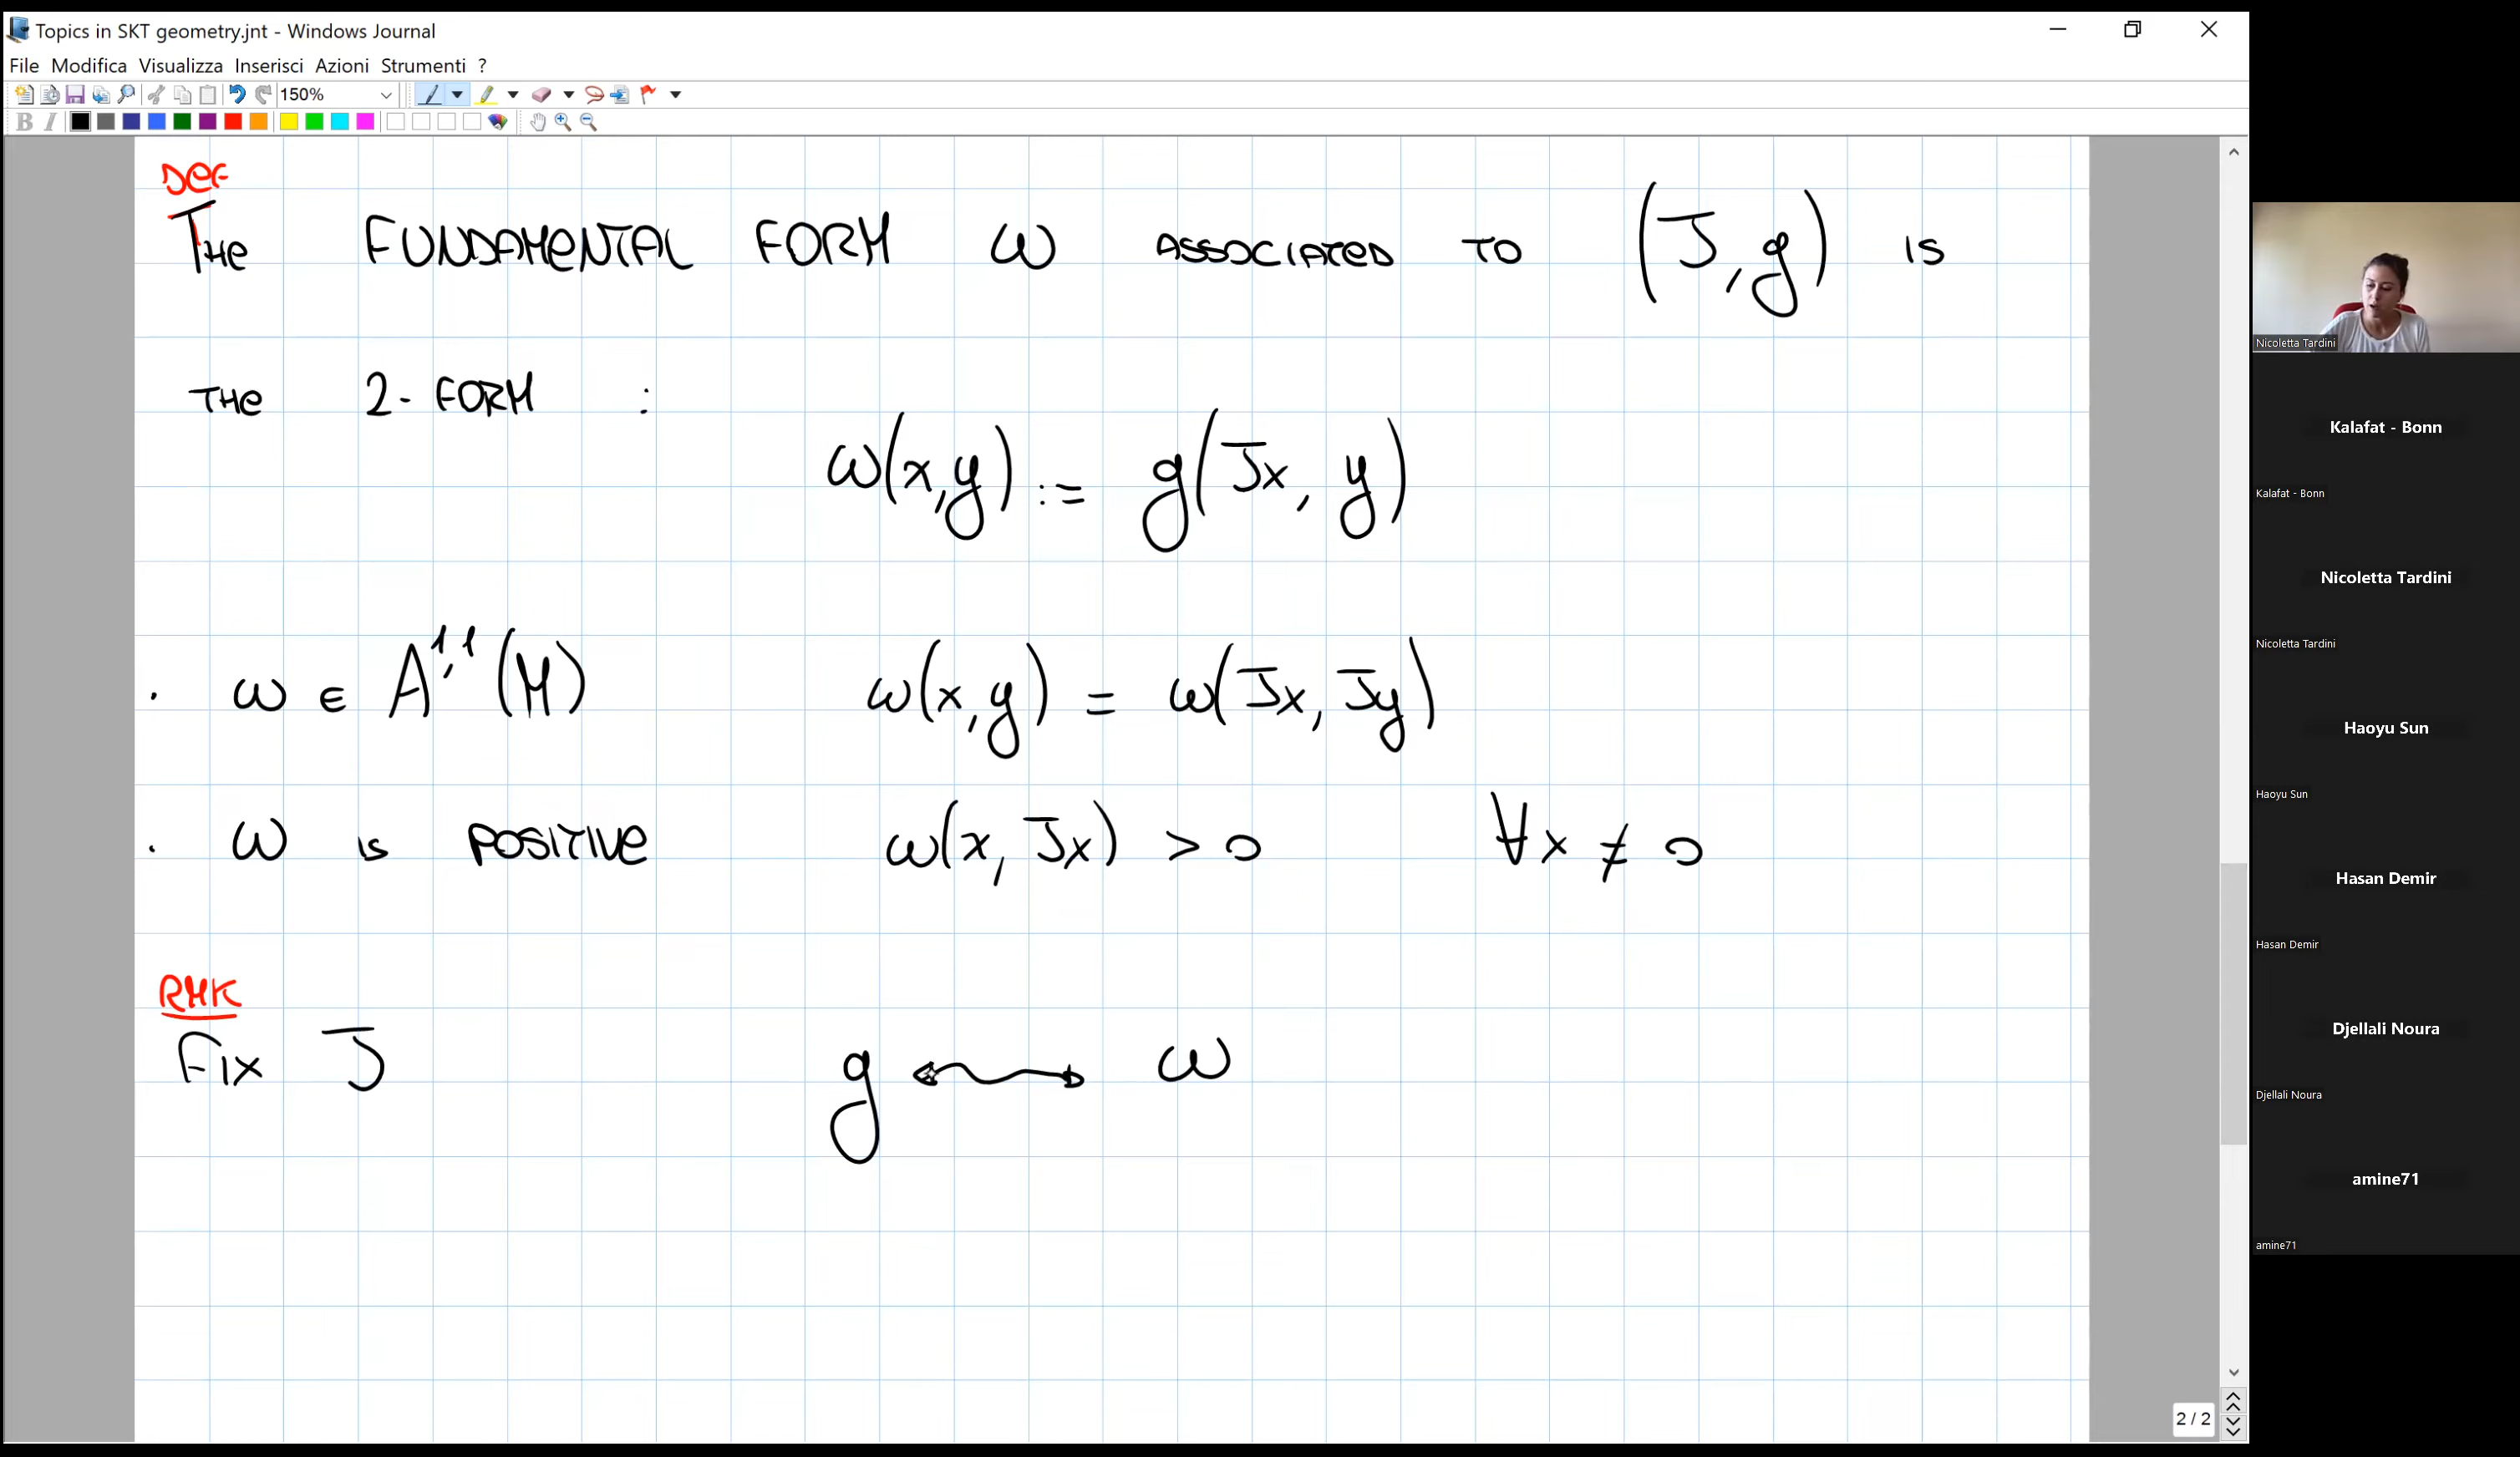 Topics in SKT geometry.jnt - Windows Journal
File Modifica Visualizza Inserisci Azioni Strumenti ?
150%
B I
DEF
THE FUNDAMENTAL FORM ω ASSOCIATED TO (J, g) IS
THE 2-FORM :
ω(x,y) := g(Jx, y)
· ω ∈ A^{1,1}(M) ω(x,y) = ω(Jx, Jy)
· ω IS POSITIVE ω(x, Jx) > 0 ∀x ≠ 0
RMK
FIX J g ↔ ω
2 / 2
Nicoletta Tardini
Kalafat - Bonn
Kalafat - Bonn
Nicoletta Tardini
Nicoletta Tardini
Haoyu Sun
Haoyu Sun
Hasan Demir
Hasan Demir
Djellali Noura
Djellali Noura
amine71
amine71